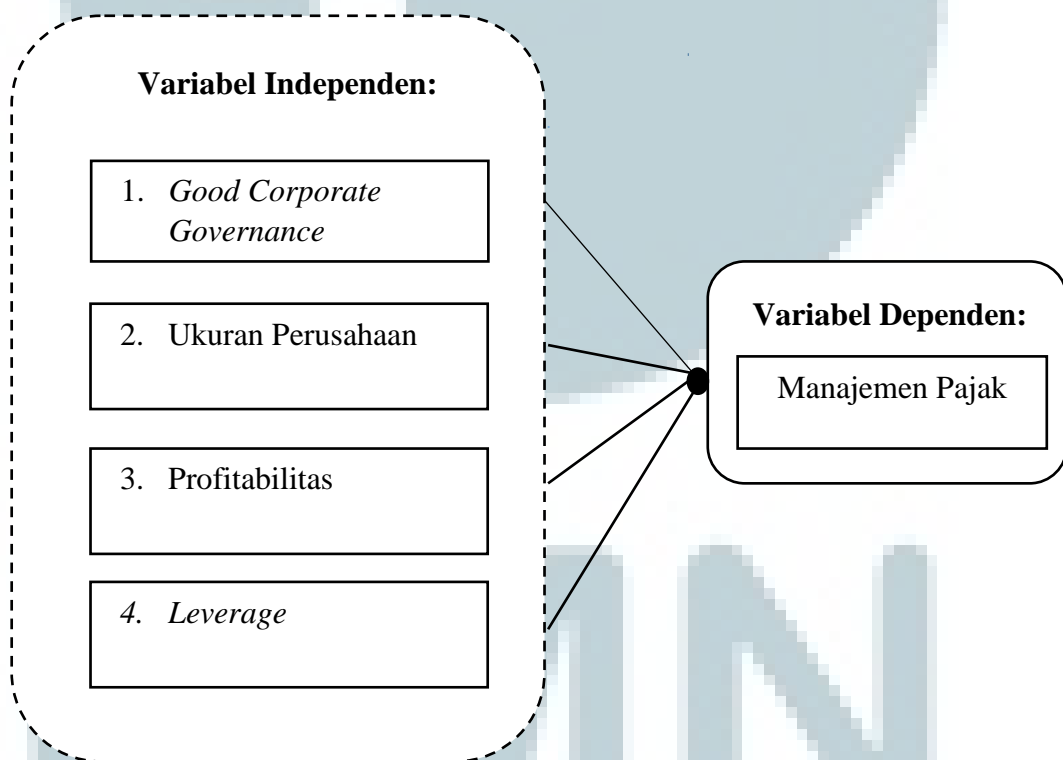 Variabel Independen:
1. Good Corporate
Governance
2. Ukuran Perusahaan
3. Profitabilitas
4. Leverage
Variabel Dependen:
Manajemen Pajak